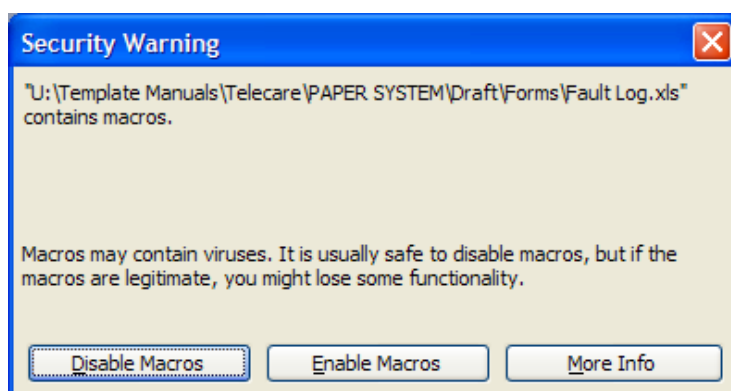 Security Warning
"U:\Template Manuals\Telecare\PAPER SYSTEM\Draft\Forms\Fault Log.xls"
contains macros.
Macros may contain viruses. It is usually safe to disable macros, but if the
macros are legitimate, you might lose some functionality.
Disable Macros Enable Macros More Info